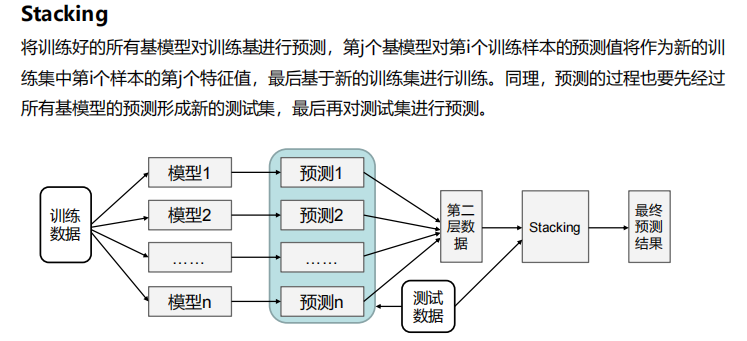 Stacking
将训练好的所有基模型对训练基进行预测，第j个基模型对第i个训练样本的预测值将作为新的训
练集中第i个样本的第j个特征值，最后基于新的训练集进行训练。同理，预测的过程也要先经过
所有基模型的预测形成新的测试集，最后再对测试集进行预测。
训练
数据
模型1
模型2
……
模型n
预测1
预测2
……
预测n
第二
层数
据
测试
数据
Stacking
最终
预测
结果